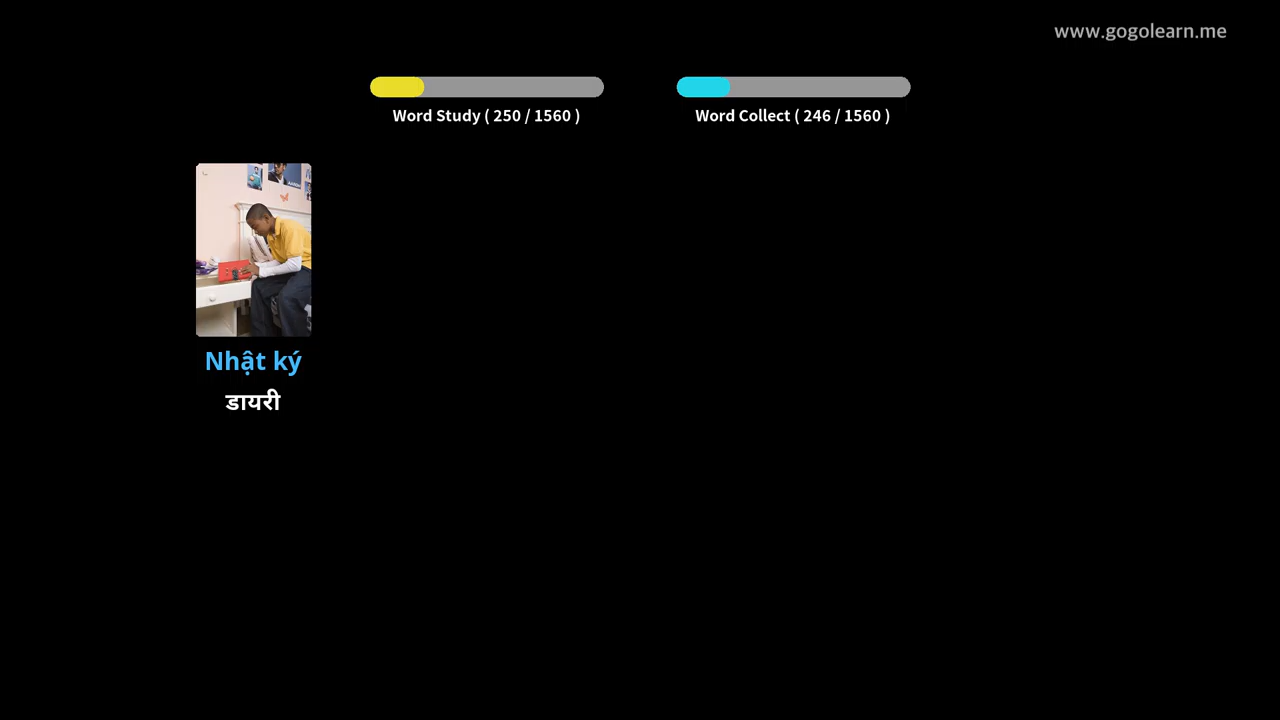 www.gogolearn.me
Word Study ( 250 / 1560 )
Word Collect ( 246 / 1560 )
Nhật ký
डायरी